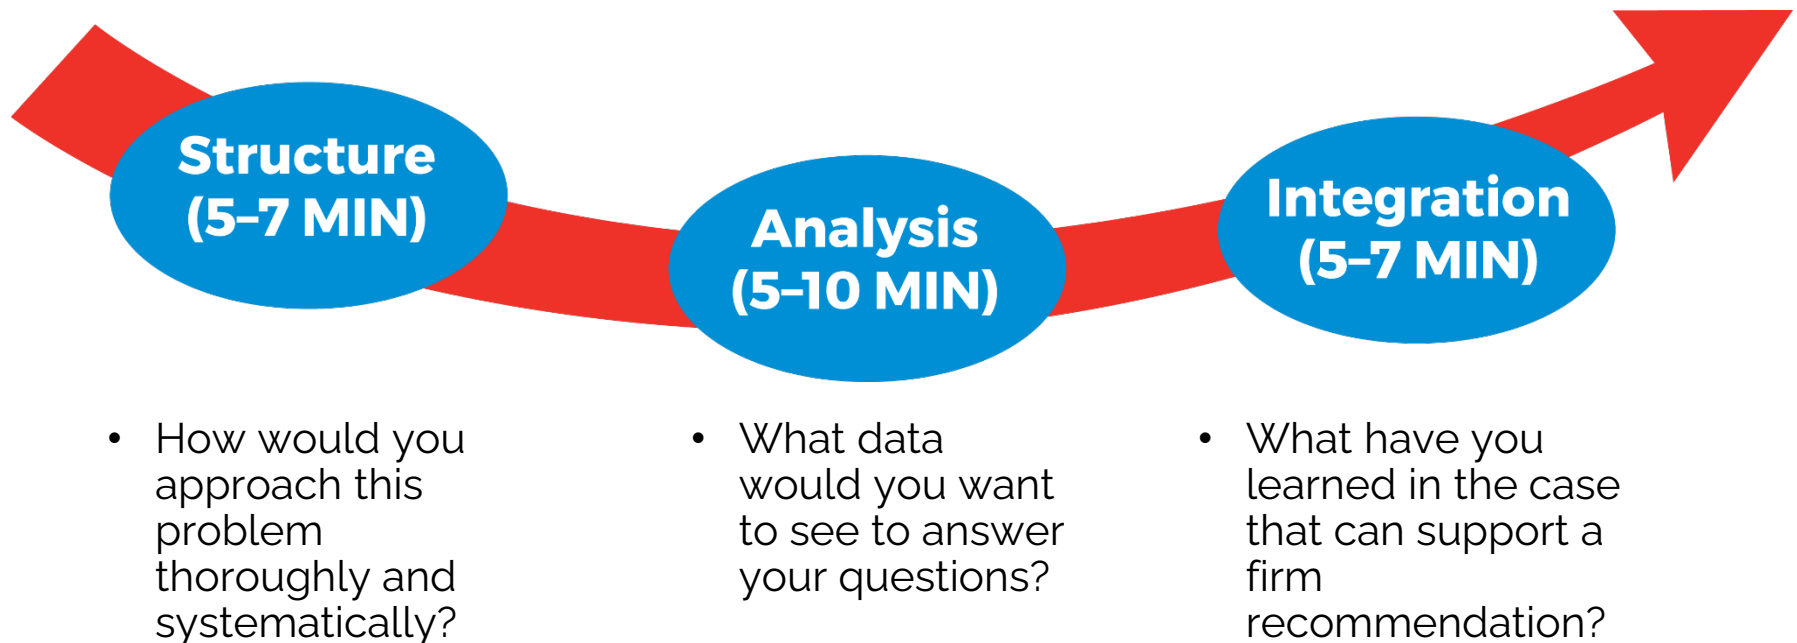 Structure
(5–7 MIN)
Analysis
(5–10 MIN)
Integration
(5–7 MIN)
• How would you
approach this
problem
thoroughly and
systematically?
• What data
would you want
to see to answer
your questions?
• What have you
learned in the case
that can support a
firm
recommendation?